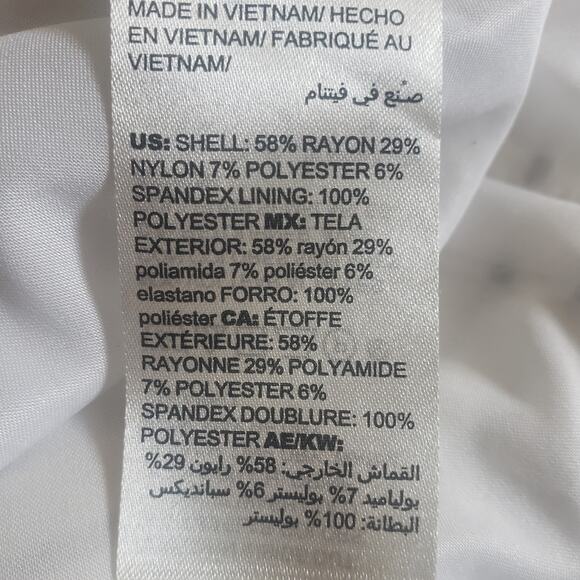 MADE IN VIETNAM/ HECHO
EN VIETNAM/ FABRIQUÉ AU
VIETNAM/
صُنع في فيتنام
US: SHELL: 58% RAYON 29%
NYLON 7% POLYESTER 6%
SPANDEX LINING: 100%
POLYESTER MX: TELA
EXTERIOR: 58% rayón 29%
poliamida 7% poliéster 6%
elastano FORRO: 100%
poliéster CA: ÉTOFFE
EXTÉRIEURE: 58%
RAYONNE 29% POLYAMIDE
7% POLYESTER 6%
SPANDEX DOUBLURE: 100%
POLYESTER AE/KW:
القماش الخارجي: 58% رايون 29%
بولياميد 7% بوليستر 6% سبانديكس
البطانة: 100% بوليستر